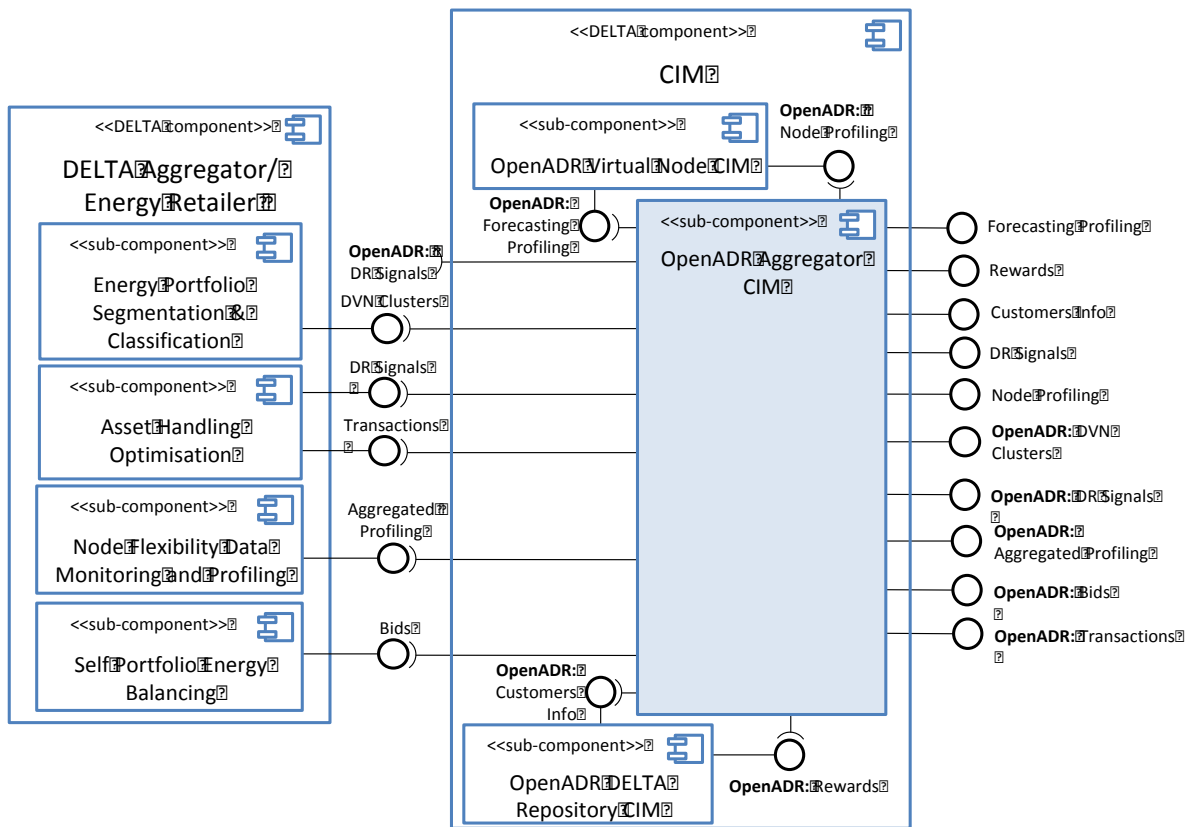 <<DELTA component>>
CIM
<<sub-component>>
OpenADR Virtual Node CIM
OpenADR:
Node Profiling
OpenADR:
Forecasting
Profiling
<<sub-component>>
OpenADR Aggregator
CIM
<<DELTA component>>
DELTA Aggregator/
Energy Retailer
<<sub-component>>
Energy Portfolio
Segmentation &
Classification
<<sub-component>>
Asset Handling
Optimisation
<<sub-component>>
Node Flexibility Data
Monitoring and Profiling
<<sub-component>>
Self Portfolio Energy
Balancing
OpenADR:
DR Signals
DVN Clusters
DR Signals
Transactions
Aggregated
Profiling
Bids
OpenADR:
Customers
Info
<<sub-component>>
OpenADR DELTA
Repository CIM
OpenADR: Rewards
Forecasting Profiling
Rewards
Customers Info
DR Signals
Node Profiling
OpenADR: DVN
Clusters
OpenADR: DR Signals
OpenADR:
Aggregated Profiling
OpenADR: Bids
OpenADR: Transactions